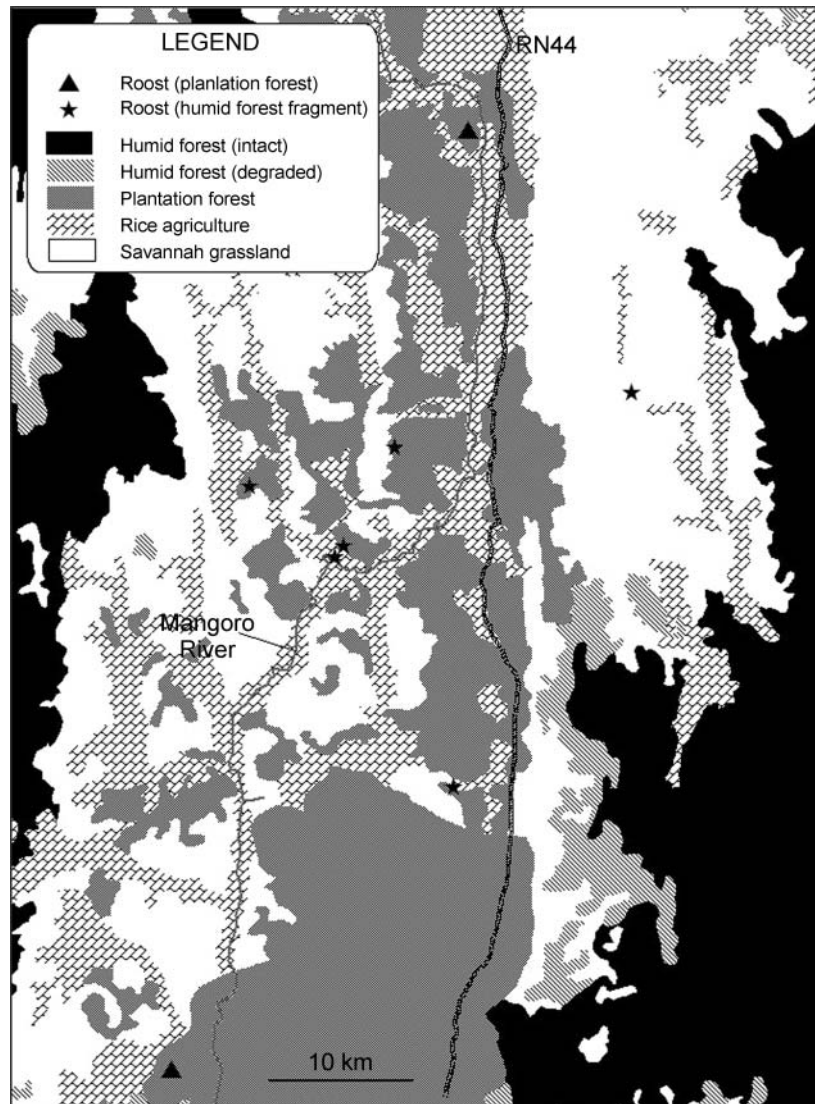 LEGEND
Roost (planlation forest)
Roost (humid forest fragment)
Humid forest (intact)
Humid forest (degraded)
Plantation forest
Rice agriculture
Savannah grassland
RN44
Mangoro
River
10 km